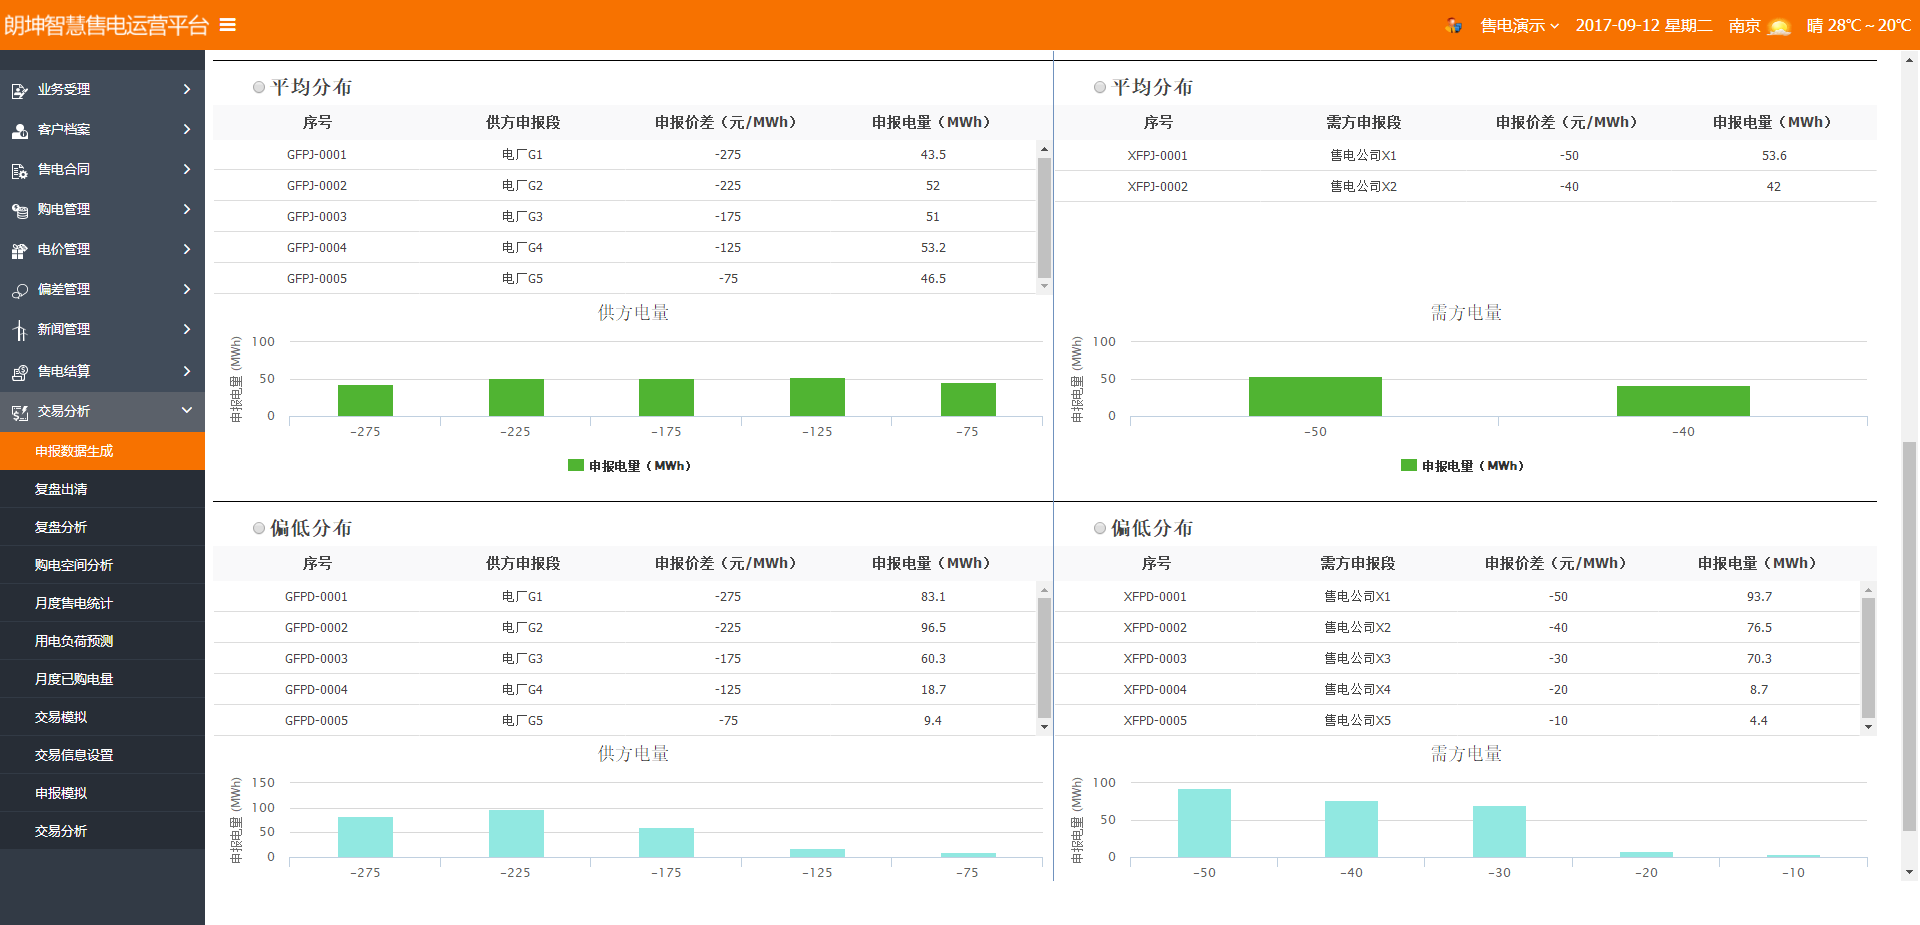 朗坤智慧售电运营平台
售电演示 2017-09-12 星期二 南京 晴 28℃～20℃
业务受理
客户档案
售电合同
购电管理
电价管理
偏差管理
新闻管理
售电结算
交易分析
申报数据生成
复盘出清
复盘分析
购电空间分析
月度售电统计
用电负荷预测
月度已购电量
交易模拟
交易信息设置
申报模拟
交易分析
平均分布
序号 供方申报段 申报价差（元/MWh） 申报电量（MWh）
GFPJ-0001 电厂G1 -275 43.5
GFPJ-0002 电厂G2 -225 52
GFPJ-0003 电厂G3 -175 51
GFPJ-0004 电厂G4 -125 53.2
GFPJ-0005 电厂G5 -75 46.5
供方电量
申报电量 (MWh)
100
50
0
-275 -225 -175 -125 -75
申报电量（MWh）
平均分布
序号 需方申报段 申报价差（元/MWh） 申报电量（MWh）
XFPJ-0001 售电公司X1 -50 53.6
XFPJ-0002 售电公司X2 -40 42
需方电量
申报电量 (MWh)
100
50
0
-50 -40
申报电量（MWh）
偏低分布
序号 供方申报段 申报价差（元/MWh） 申报电量（MWh）
GFPD-0001 电厂G1 -275 83.1
GFPD-0002 电厂G2 -225 96.5
GFPD-0003 电厂G3 -175 60.3
GFPD-0004 电厂G4 -125 18.7
GFPD-0005 电厂G5 -75 9.4
供方电量
申报电量 (MWh)
150
100
50
0
-275 -225 -175 -125 -75
偏低分布
序号 需方申报段 申报价差（元/MWh） 申报电量（MWh）
XFPD-0001 售电公司X1 -50 93.7
XFPD-0002 售电公司X2 -40 76.5
XFPD-0003 售电公司X3 -30 70.3
XFPD-0004 售电公司X4 -20 8.7
XFPD-0005 售电公司X5 -10 4.4
需方电量
申报电量 (MWh)
100
50
0
-50 -40 -30 -20 -10